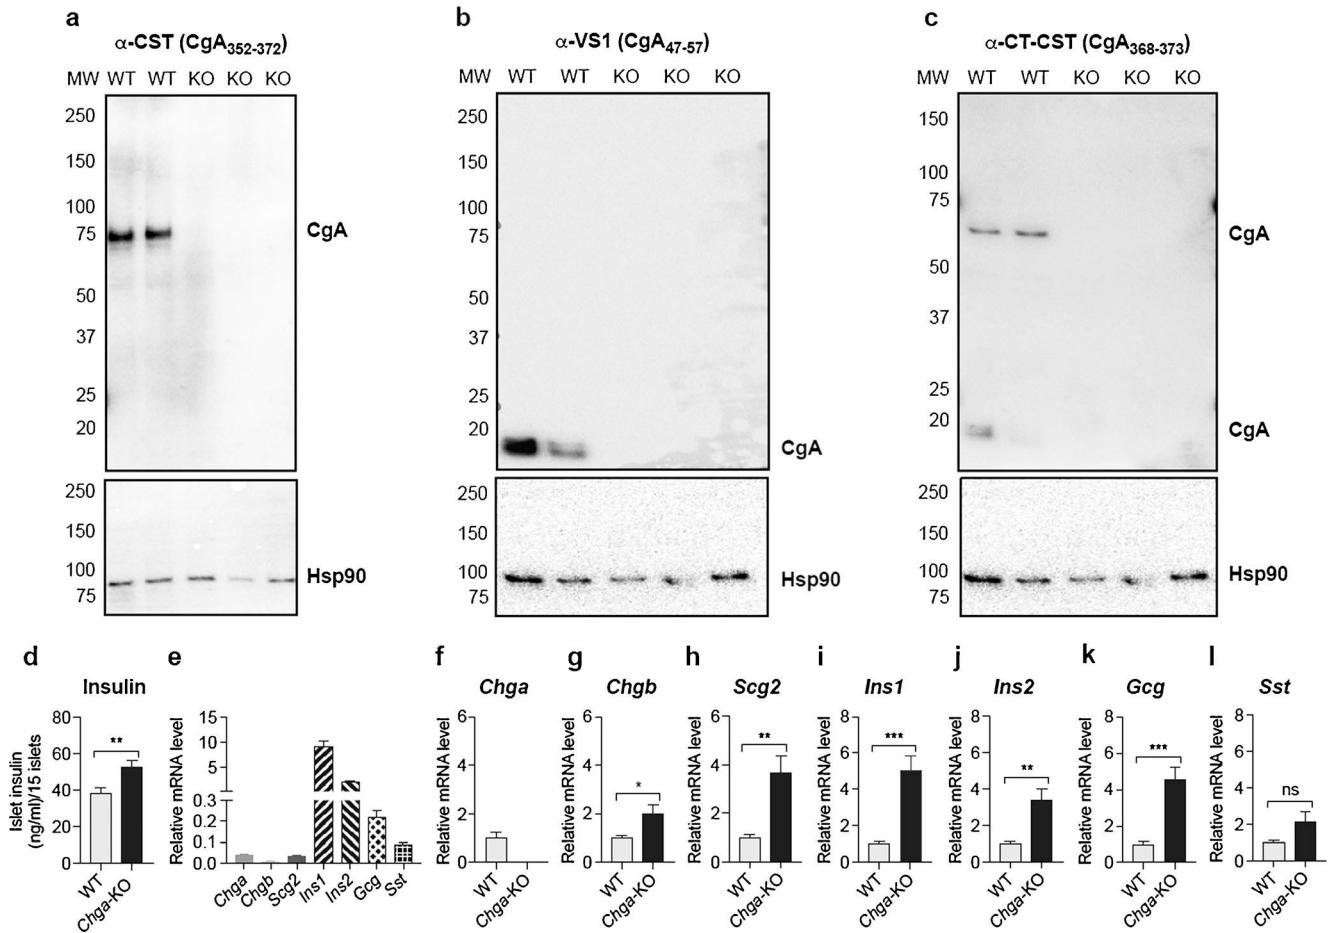 a
α-CST (CgA352-372)
MW WT WT KO KO KO
250
150
100
75
50
37
25
20
CgA
250
150
100
75
Hsp90
b
α-VS1 (CgA47-57)
MW WT WT KO KO KO
250
150
100
75
50
37
25
20
CgA
250
150
100
75
Hsp90
c
α-CT-CST (CgA368-373)
MW WT WT KO KO KO
150
100
75
50
37
25
20
CgA
CgA
250
150
100
75
Hsp90
d
Insulin
Islet insulin
(ng/ml)/15 islets
80
60
40
20
0
**
WT
Chga-KO
e
Relative mRNA level
15
10
5
0.3
0.2
0.1
0.0
Chga
Chgb
Scg2
Ins1
Ins2
Gcg
Sst
f
Chga
Relative mRNA level
6
4
2
0
WT
Chga-KO
g
Chgb
Relative mRNA level
6
4
2
0
*
WT
Chga-KO
h
Scg2
Relative mRNA level
6
4
2
0
**
WT
Chga-KO
i
Ins1
Relative mRNA level
8
6
4
2
0
***
WT
Chga-KO
j
Ins2
Relative mRNA level
8
6
4
2
0
**
WT
Chga-KO
k
Gcg
Relative mRNA level
8
6
4
2
0
***
WT
Chga-KO
l
Sst
Relative mRNA level
8
6
4
2
0
ns
WT
Chga-KO